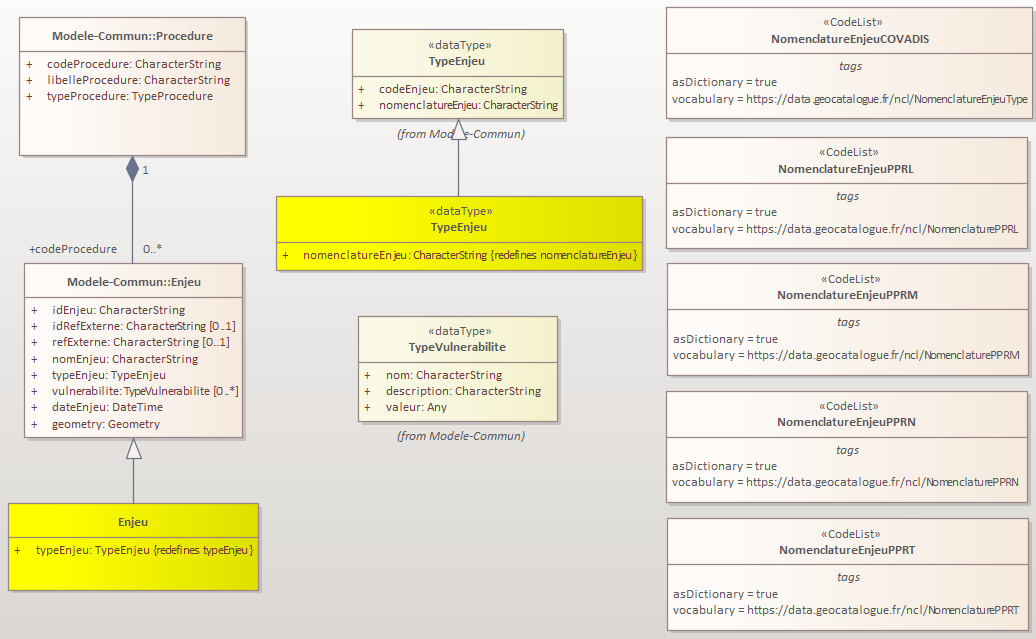 Modele-Commun::Procedure
+ codeProcedure: CharacterString
+ libelleProcedure: CharacterString
+ typeProcedure: TypeProcedure
1
+codeProcedure 0..*
Modele-Commun::Enjeu
+ idEnjeu: CharacterString
+ idRefExterne: CharacterString [0..1]
+ refExterne: CharacterString [0..1]
+ nomEnjeu: CharacterString
+ typeEnjeu: TypeEnjeu
+ vulnerabilite: TypeVulnerabilite [0..*]
+ dateEnjeu: DateTime
+ geometry: Geometry
Enjeu
+ typeEnjeu: TypeEnjeu {redefines typeEnjeu}
«dataType»
TypeEnjeu
+ codeEnjeu: CharacterString
+ nomenclatureEnjeu: CharacterString
(from Modele-Commun)
«dataType»
TypeEnjeu
+ nomenclatureEnjeu: CharacterString {redefines nomenclatureEnjeu}
«dataType»
TypeVulnerabilite
+ nom: CharacterString
+ description: CharacterString
+ valeur: Any
(from Modele-Commun)
«CodeList»
NomenclatureEnjeuCOVADIS
tags
asDictionary = true
vocabulary = https://data.geocatalogue.fr/ncl/NomenclatureEnjeuType
«CodeList»
NomenclatureEnjeuPPRL
tags
asDictionary = true
vocabulary = https://data.geocatalogue.fr/ncl/NomenclaturePPRL
«CodeList»
NomenclatureEnjeuPPRM
tags
asDictionary = true
vocabulary = https://data.geocatalogue.fr/ncl/NomenclaturePPRM
«CodeList»
NomenclatureEnjeuPPRN
tags
asDictionary = true
vocabulary = https://data.geocatalogue.fr/ncl/NomenclaturePPRN
«CodeList»
NomenclatureEnjeuPPRT
tags
asDictionary = true
vocabulary = https://data.geocatalogue.fr/ncl/NomenclaturePPRT